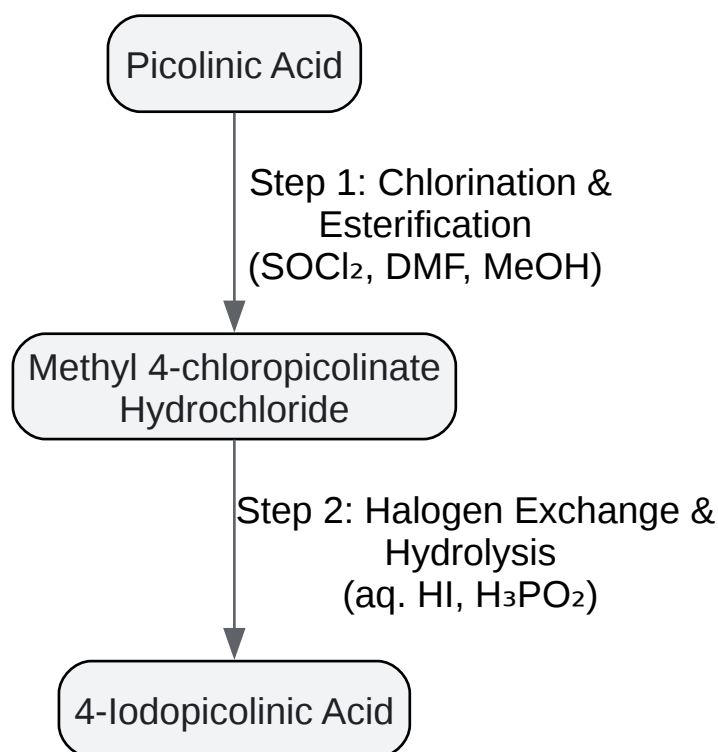 Picolinic Acid
Step 1: Chlorination &
Esterification
(SOCl₂, DMF, MeOH)
Methyl 4-chloropicolinate
Hydrochloride
Step 2: Halogen Exchange &
Hydrolysis
(aq. HI, H₃PO₂)
4-Iodopicolinic Acid